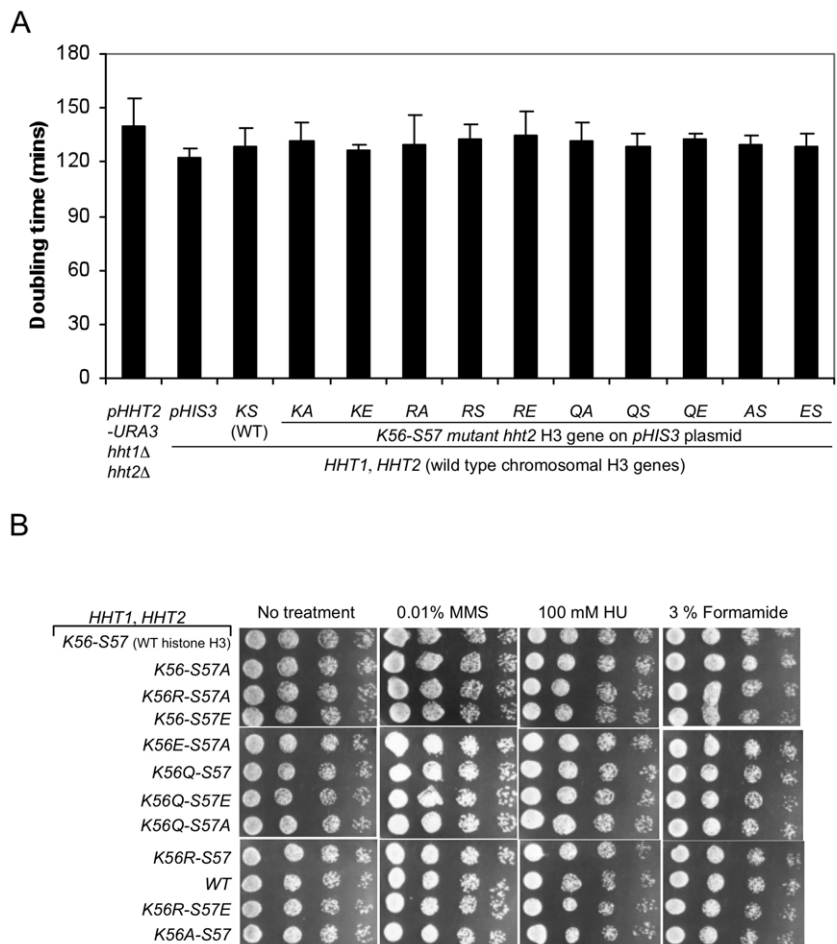 A
180
150
120
90
60
30
0
Doubling time (mins)
pHHT2 pHIS3 KS KA KE RA RS RE QA QS QE AS ES
-URA3 (WT) K56-S57 mutant hht2 H3 gene on pHIS3 plasmid
hht1Δ HHT1, HHT2 (wild type chromosomal H3 genes)
hht2Δ
B
HHT1, HHT2 No treatment 0.01% MMS 100 mM HU 3 % Formamide
K56-S57 (WT histone H3)
K56-S57A
K56R-S57A
K56-S57E
K56E-S57A
K56Q-S57
K56Q-S57E
K56Q-S57A
K56R-S57
WT
K56R-S57E
K56A-S57